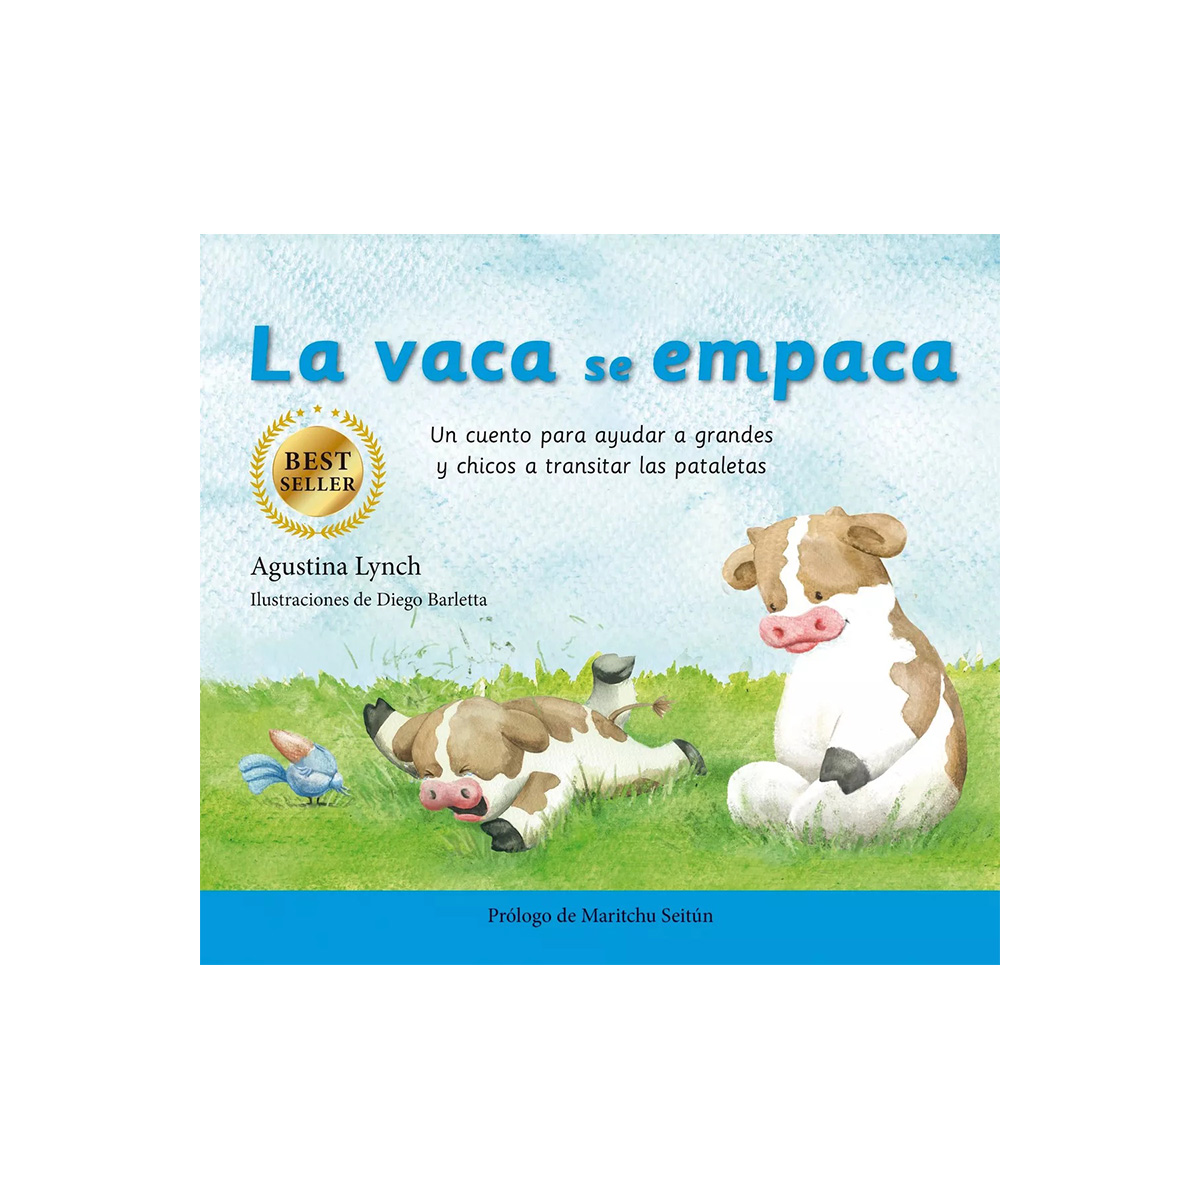 La vaca se empaca
Un cuento para ayudar a grandes
y chicos a transitar las pataletas
BEST
SELLER
Agustina Lynch
Ilustraciones de Diego Barletta
Prólogo de Maritchu Seitún